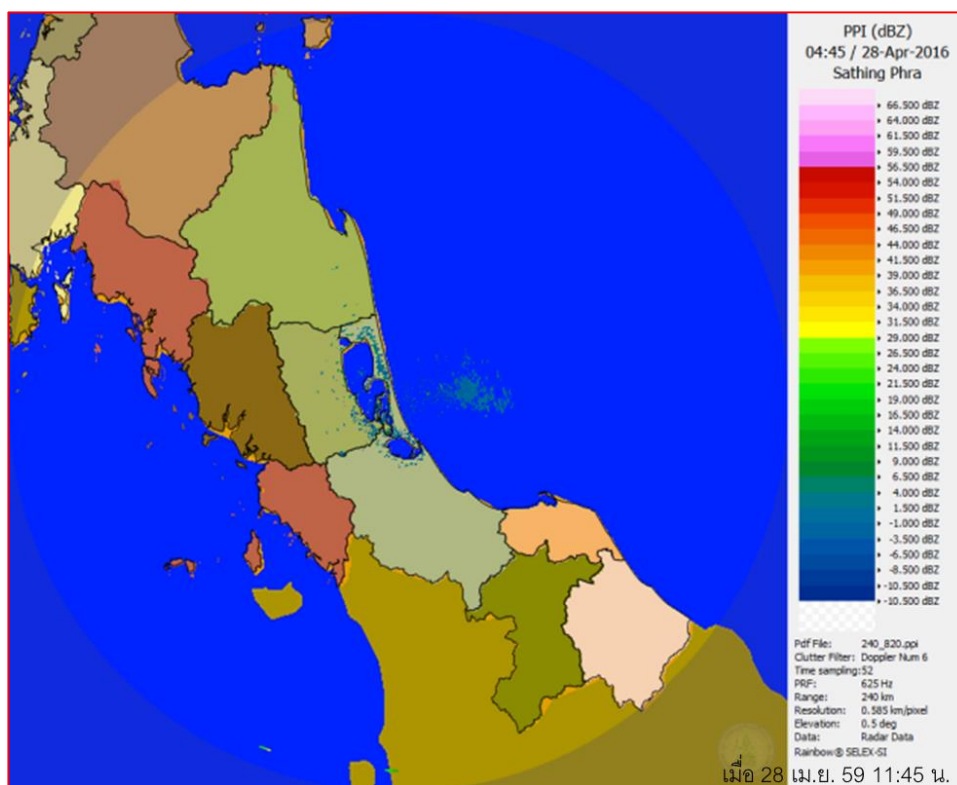 PPI (dBZ)
04:45 / 28-Apr-2016
Sathing Phra
66.500 dBZ
64.000 dBZ
61.500 dBZ
59.500 dBZ
56.500 dBZ
54.000 dBZ
51.500 dBZ
49.000 dBZ
46.500 dBZ
44.000 dBZ
41.500 dBZ
39.000 dBZ
36.500 dBZ
34.000 dBZ
31.500 dBZ
29.000 dBZ
26.500 dBZ
24.000 dBZ
21.500 dBZ
19.000 dBZ
16.500 dBZ
14.000 dBZ
11.500 dBZ
9.000 dBZ
6.500 dBZ
4.000 dBZ
1.500 dBZ
-1.000 dBZ
-3.500 dBZ
-6.500 dBZ
-8.500 dBZ
-10.500 dBZ
-10.500 dBZ
Pdf File: 240_820.ppi
Clutter Filter: Doppler Num 6
Time sampling:52
PRF: 625 Hz
Range: 240 km
Resolution: 0.585 km/pixel
Elevation: 0.5 deg
Data: Radar Data
Rainbow® SELEX-SI
เมื่อ 28 เม.ย. 59 11:45 น.